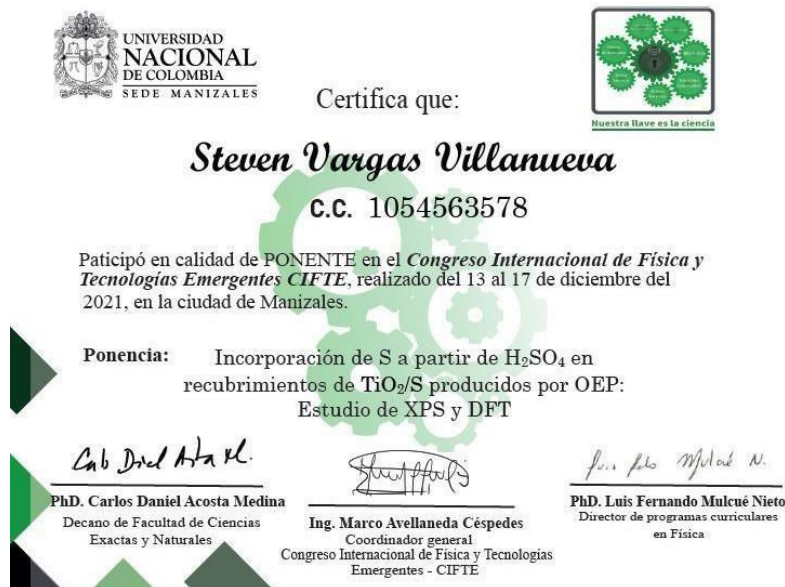 UNIVERSIDAD
NACIONAL
DE COLOMBIA
SEDE MANIZALES
Nuestra llave es la ciencia
Certifica que:
Steven Vargas Villanueva
C.C. 1054563578
Paticipó en calidad de PONENTE en el Congreso Internacional de Física y
Tecnologías Emergentes CIFTE, realizado del 13 al 17 de diciembre del
2021, en la ciudad de Manizales.
Ponencia:
Incorporación de S a partir de H₂SO₄ en
recubrimientos de TiO₂/S producidos por OEP:
Estudio de XPS y DFT
PhD. Carlos Daniel Acosta Medina
Decano de Facultad de Ciencias
Exactas y Naturales
Ing. Marco Avellaneda Céspedes
Coordinador general
Congreso Internacional de Física y Tecnologías
Emergentes - CIFTE
PhD. Luis Fernando Mulcué Nieto
Director de programas curriculares
en Física